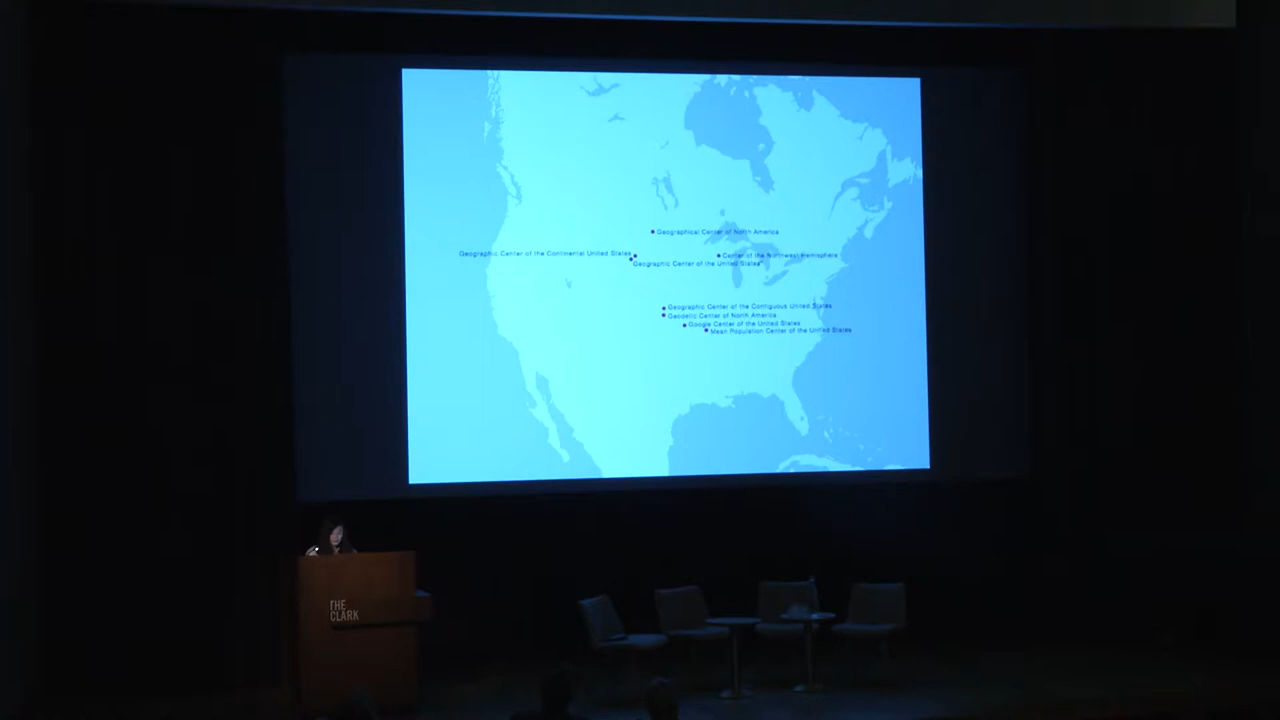 Geographical Center of North America
Geographic Center of the Continental United States
Center of the Northwest Hemisphere
Geographic Center of the United States"
Geographic Center of the Contiguous United States
Geodetic Center of North America
Google Center of the United States
Mean Population Center of the United States
THE
CLARK